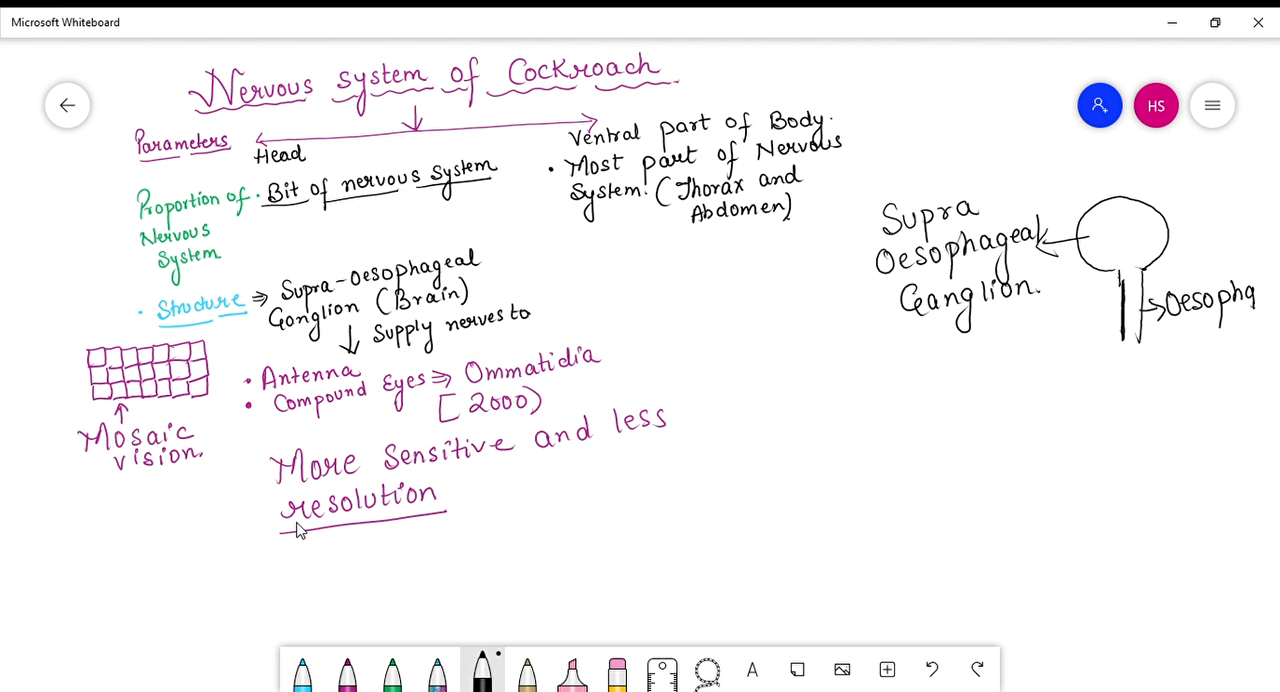 Microsoft Whiteboard
Nervous system of Cockroach
HS
Parameters
Head
Ventral part of Body.
Proportion of
Nervous
System
· Bit of nervous System
· Most part of Nervous
System. (Thorax and
Abdomen)
· Structure ⇒ Supra-Oesophageal
Ganglion (Brain)
↓ Supply nerves to
· Antenna
· Compound Eyes ⇒ Ommatidia
[2000)
Mosaic
vision.
More Sensitive and less
resolution
Supra
Oesophageal
Ganglion.
Oesopha
A